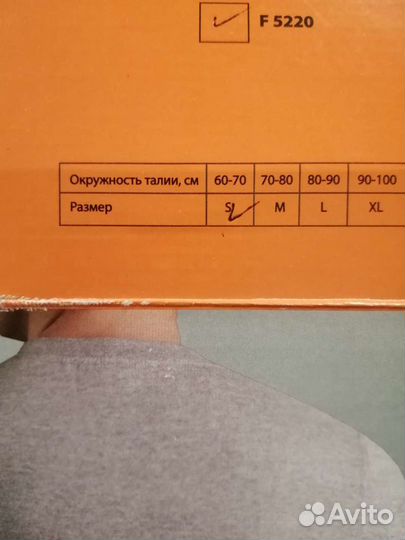 F 5220
Окружность талии, см 60-70 70-80 80-90 90-100
Размер S M L XL
Avito